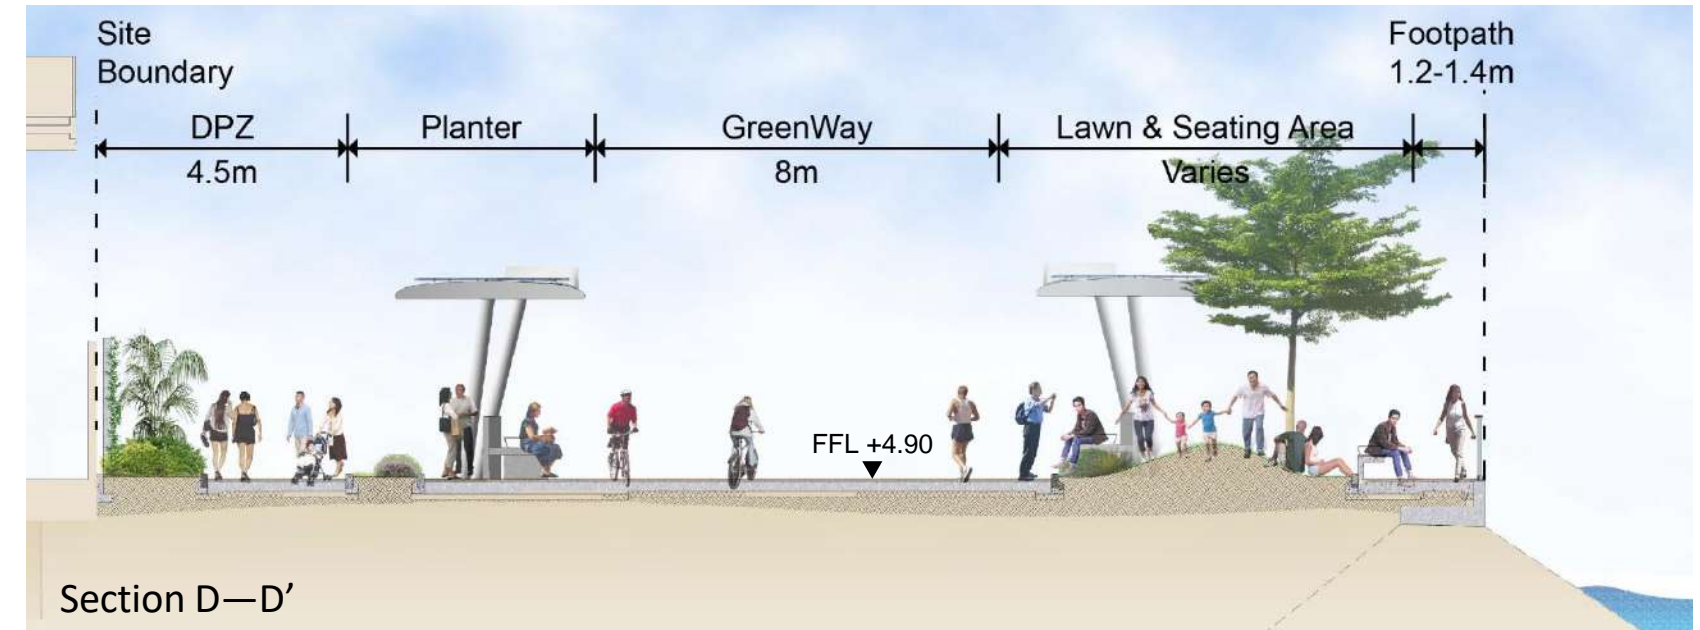 Site
Boundary
Footpath
1.2-1.4m
DPZ
Planter
GreenWay
Lawn & Seating Area
4.5m
8m
Varies
FFL +4.90
Section D—D’